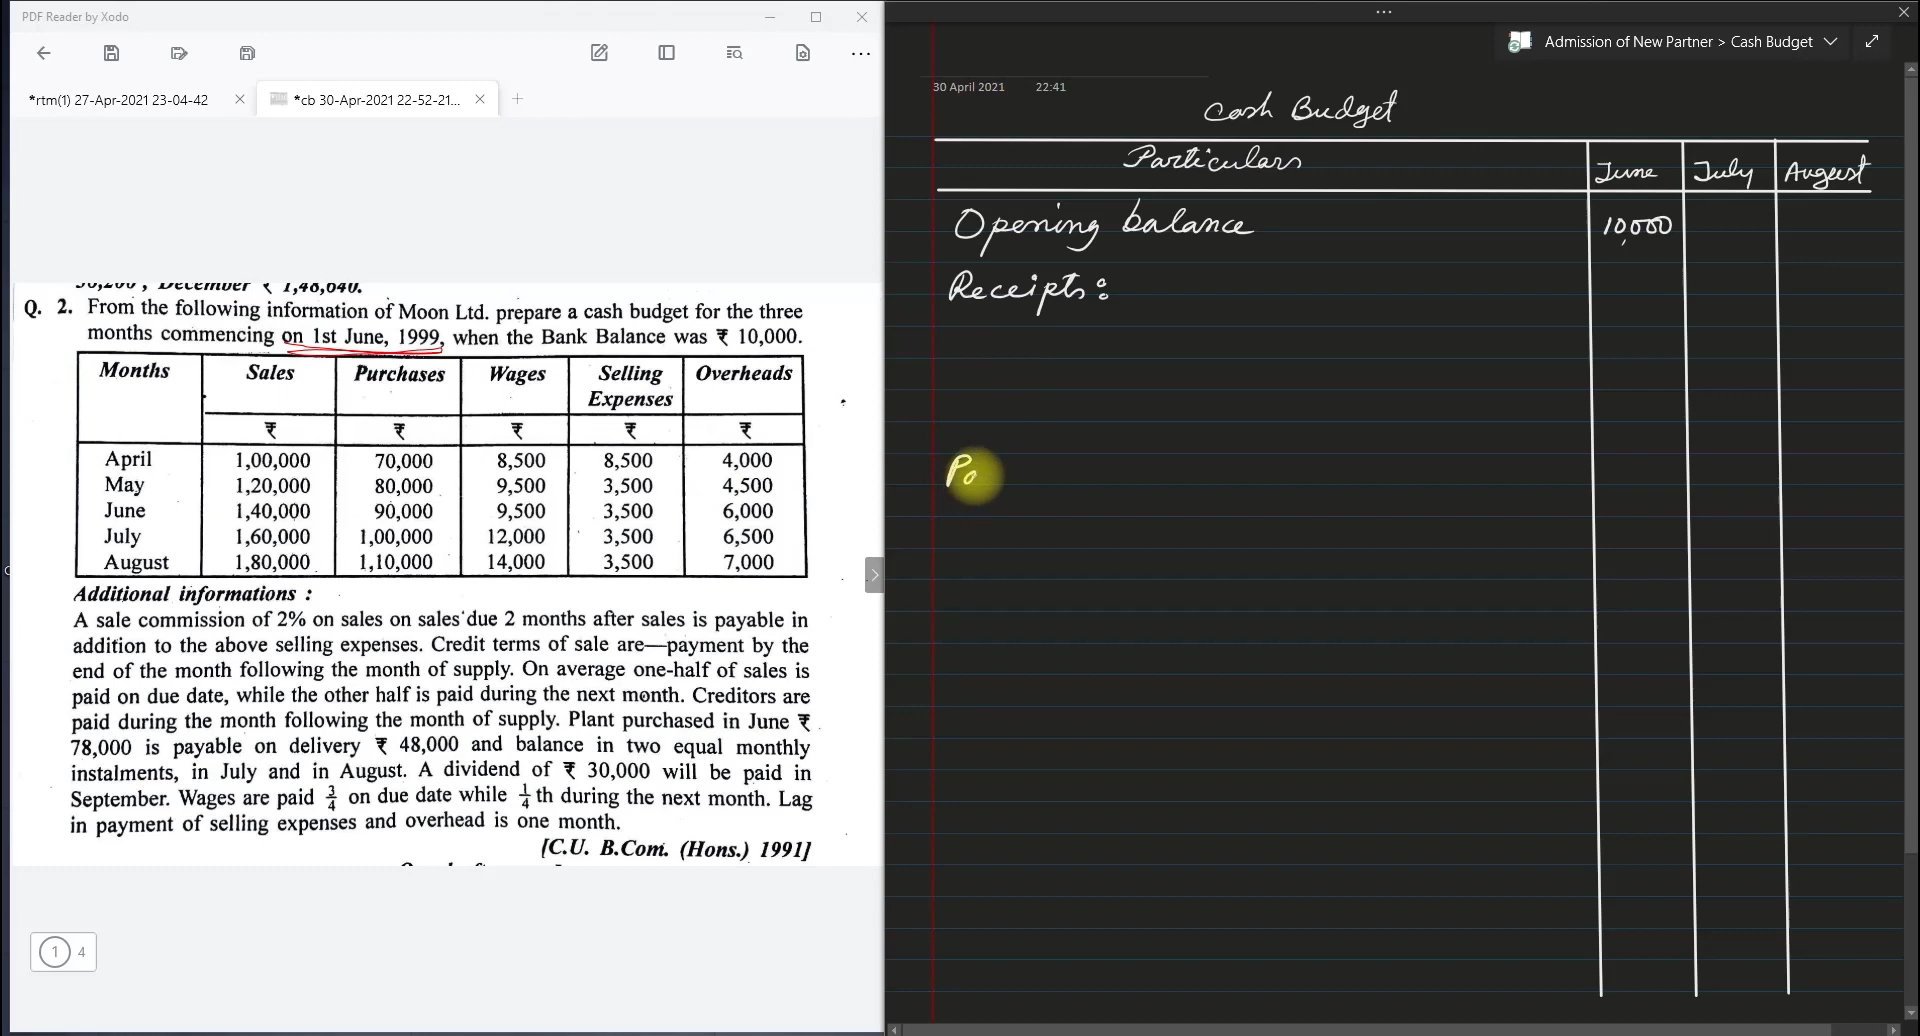 PDF Reader by Xodo
*rtm(1) 27-Apr-2021 23-04-42
*cb 30-Apr-2021 22-52-21...
December ₹ 1,48,640.
Q. 2. From the following information of Moon Ltd. prepare a cash budget for the three
months commencing on 1st June, 1999, when the Bank Balance was ₹ 10,000.
Months Sales Purchases Wages Selling Expenses Overheads
₹ ₹ ₹ ₹ ₹
April 1,00,000 70,000 8,500 8,500 4,000
May 1,20,000 80,000 9,500 3,500 4,500
June 1,40,000 90,000 9,500 3,500 6,000
July 1,60,000 1,00,000 12,000 3,500 6,500
August 1,80,000 1,10,000 14,000 3,500 7,000
Additional informations :
A sale commission of 2% on sales on sales due 2 months after sales is payable in
addition to the above selling expenses. Credit terms of sale are—payment by the
end of the month following the month of supply. On average one-half of sales is
paid on due date, while the other half is paid during the next month. Creditors are
paid during the month following the month of supply. Plant purchased in June ₹
78,000 is payable on delivery ₹ 48,000 and balance in two equal monthly
instalments, in July and in August. A dividend of ₹ 30,000 will be paid in
September. Wages are paid 3/4 on due date while 1/4 th during the next month. Lag
in payment of selling expenses and overhead is one month.
[C.U. B.Com. (Hons.) 1991]
1 4
Admission of New Partner > Cash Budget
30 April 2021 22:41
Cash Budget
Particulars June July August
Opening balance 10,000
Receipts:
Pa